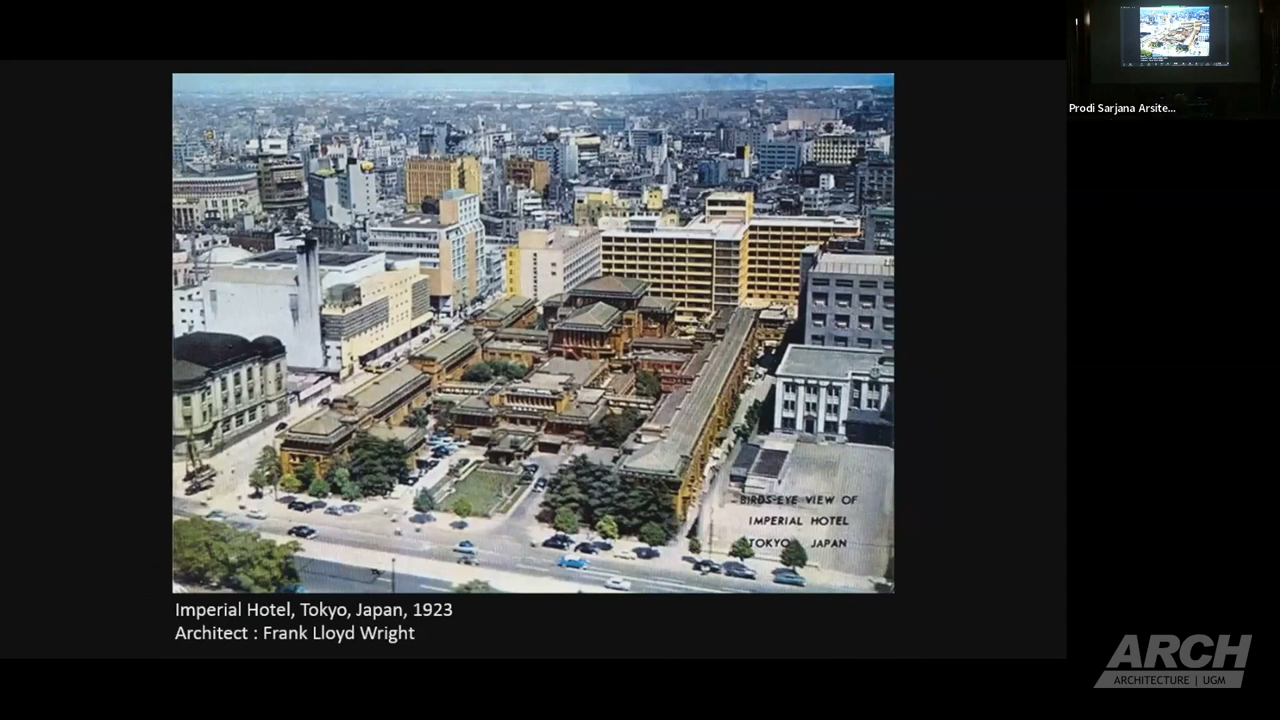 Prodi Sarjana Arsite...
BIRDS-EYE VIEW OF
IMPERIAL HOTEL
TOKYO JAPAN
Imperial Hotel, Tokyo, Japan, 1923
Architect : Frank Lloyd Wright
ARCH
ARCHITECTURE | UGM